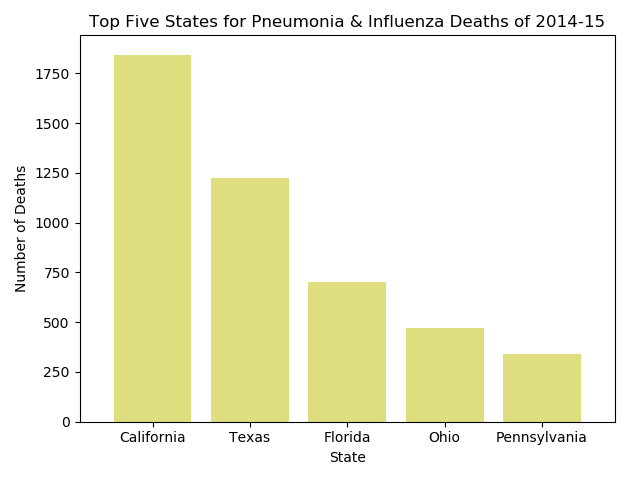 Top Five States for Pneumonia & Influenza Deaths of 2014-15
Number of Deaths
1750
1500
1250
1000
750
500
250
0
California Texas Florida Ohio Pennsylvania
State